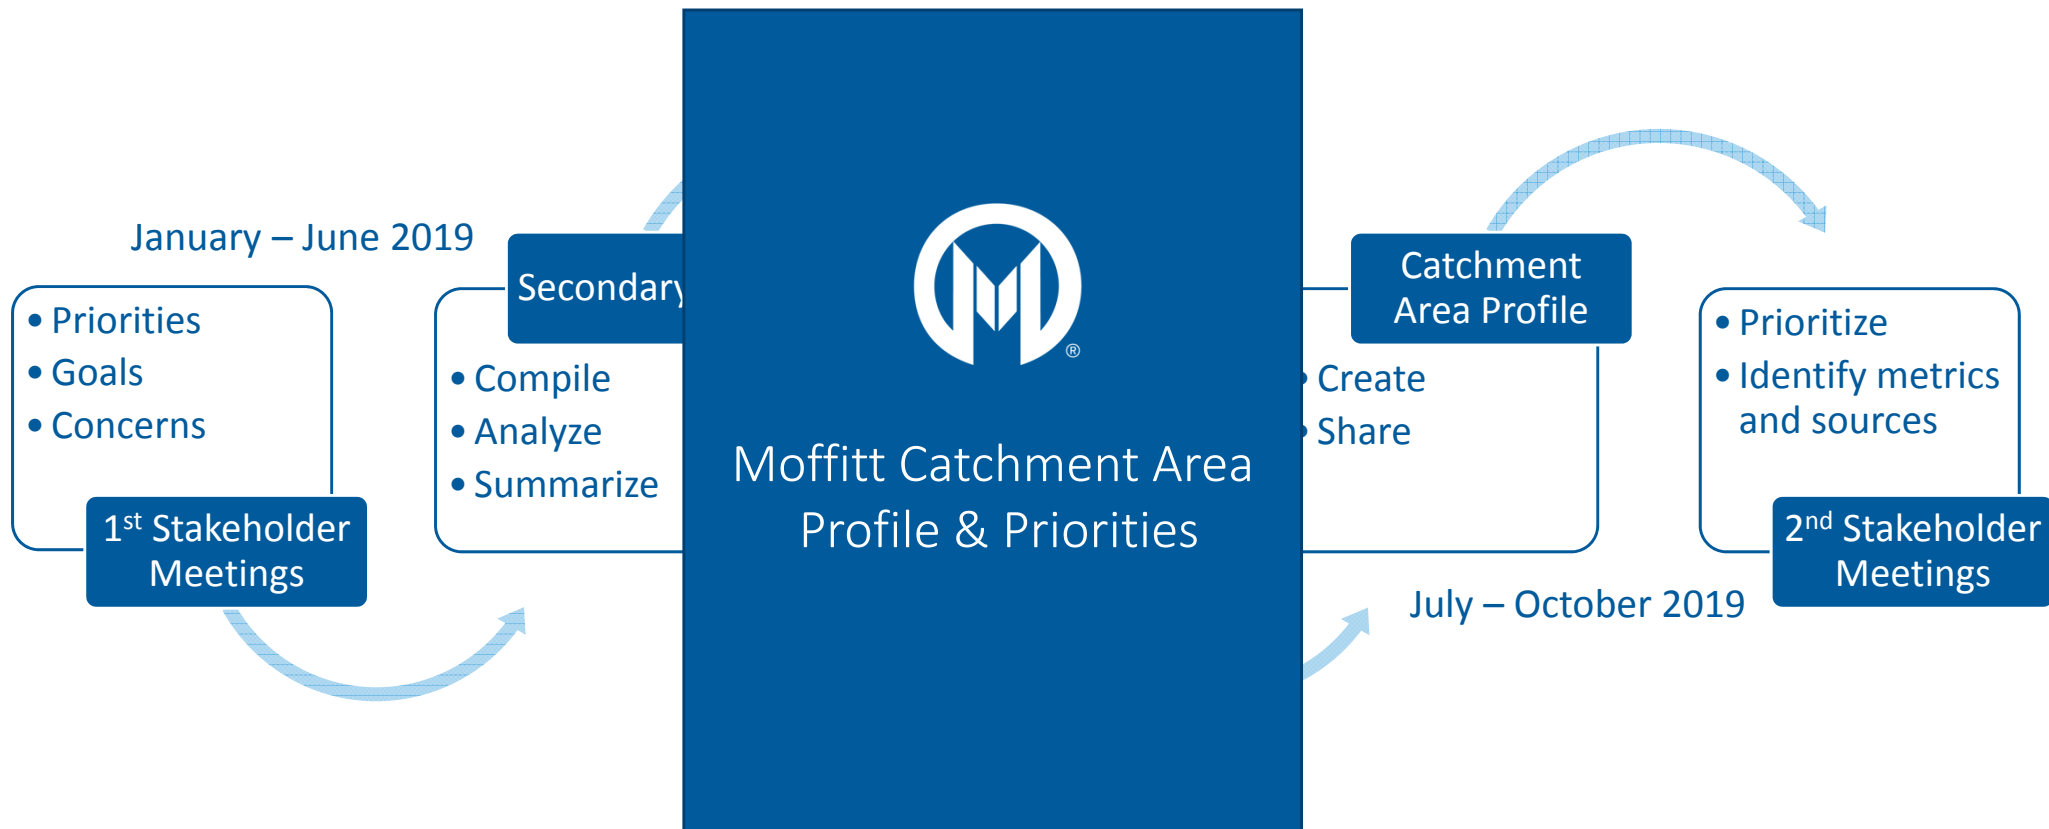 January – June 2019
• Priorities
• Goals
• Concerns
1st Stakeholder
Meetings
Secondary
• Compile
• Analyze
• Summarize
®
Moffitt Catchment Area
Profile & Priorities
Catchment
Area Profile
• Create
• Share
July – October 2019
• Prioritize
• Identify metrics
and sources
2nd Stakeholder
Meetings